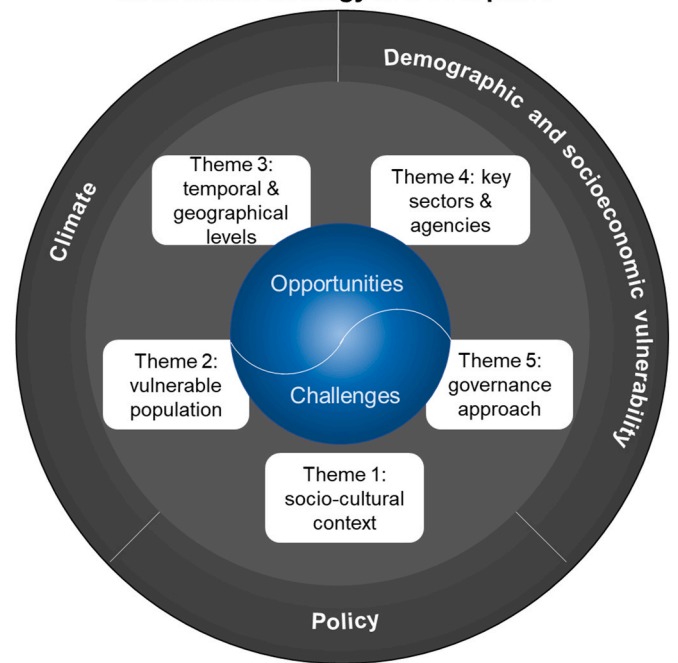 Climate
Demographic and socioeconomic vulnerability
Theme 3:
temporal &
geographical
levels
Theme 4: key
sectors &
agencies
Opportunities
Challenges
Theme 2:
vulnerable
population
Theme 5:
governance
approach
Theme 1:
socio-cultural
context
Policy